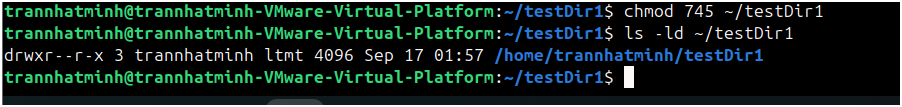 trannhatminh@trannhatminh-VMware-Virtual-Platform:~/testDir1$ chmod 745 ~/testDir1
trannhatminh@trannhatminh-VMware-Virtual-Platform:~/testDir1$ ls -ld ~/testDir1
drwxr--r-x 3 trannhatminh ltmt 4096 Sep 17 01:57 /home/trannhatminh/testDir1
trannhatminh@trannhatminh-VMware-Virtual-Platform:~/testDir1$